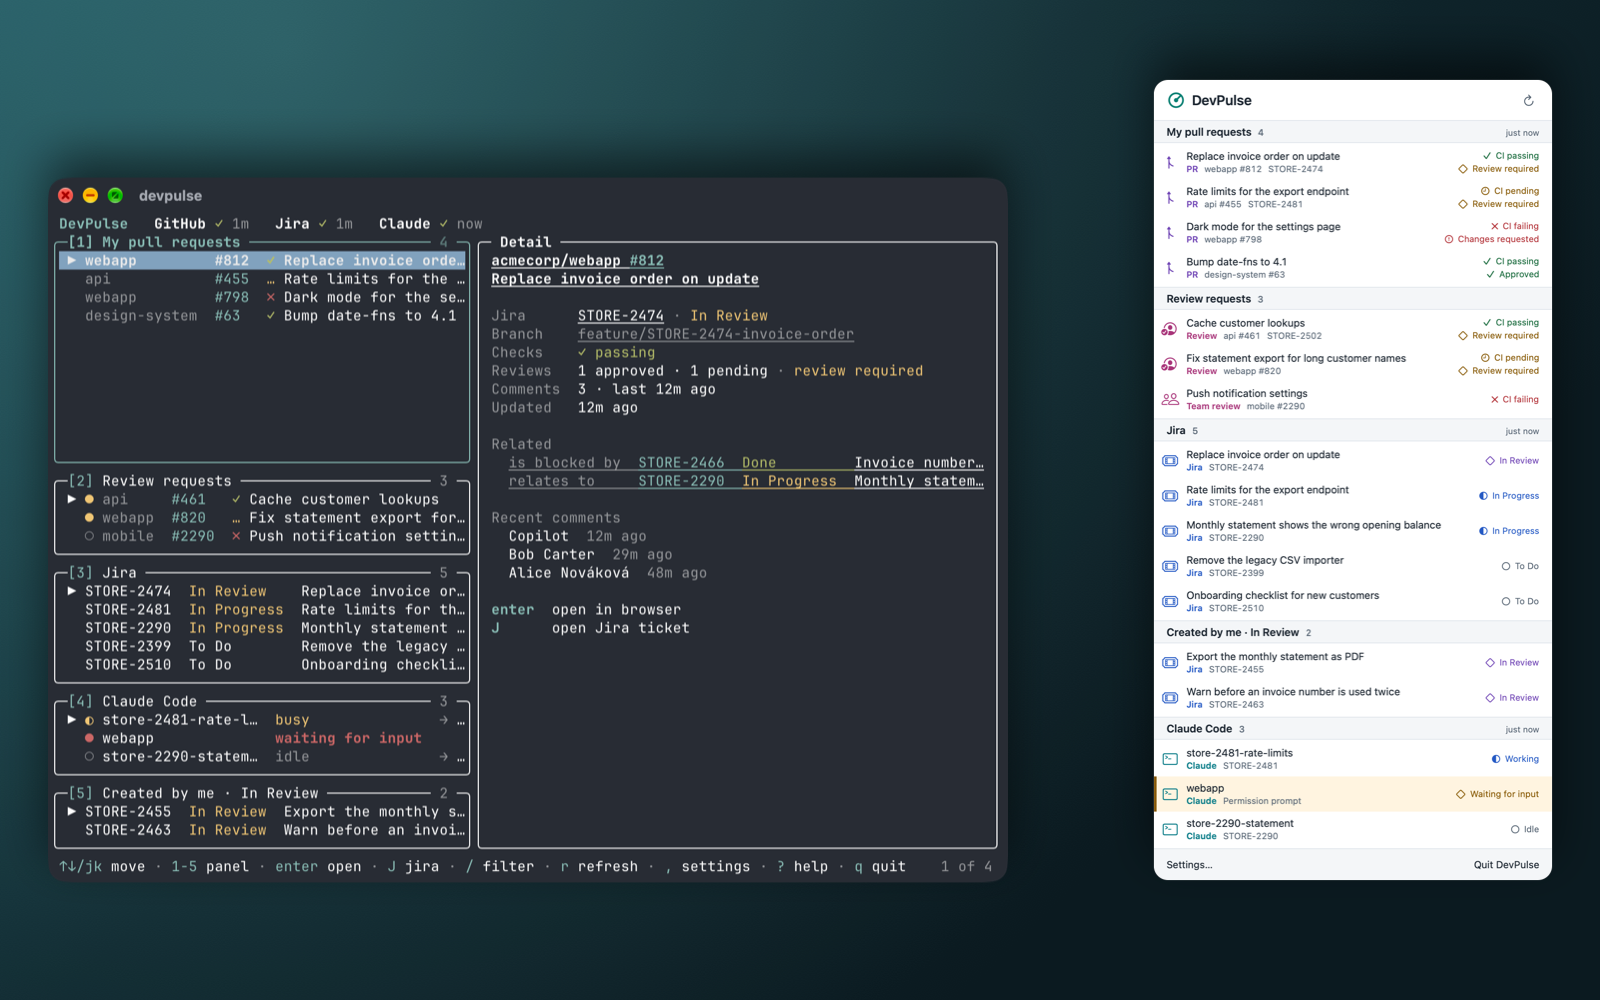 devpulse
DevPulse GitHub ✓ 1m Jira ✓ 1m Claude ✓ now
[1] My pull requests 4
▶ webapp #812 ✓ Replace invoice orde…
api #455 … Rate limits for the …
webapp #798 ✕ Dark mode for the se…
design-system #63 ✓ Bump date-fns to 4.1
[2] Review requests 3
▶ ● api #461 ✓ Cache customer lookups
● webapp #820 … Fix statement export for…
○ mobile #2290 ✕ Push notification settin…
[3] Jira 5
▶ STORE-2474 In Review Replace invoice or…
STORE-2481 In Progress Rate limits for th…
STORE-2290 In Progress Monthly statement …
STORE-2399 To Do Remove the legacy …
STORE-2510 To Do Onboarding checkli…
[4] Claude Code 3
▶ ◐ store-2481-rate-l… busy → …
● webapp waiting for input
○ store-2290-statem… idle → …
[5] Created by me · In Review 2
▶ STORE-2455 In Review Export the monthly s…
STORE-2463 In Review Warn before an invoi…
Detail
acmecorp/webapp #812
Replace invoice order on update
Jira STORE-2474 · In Review
Branch feature/STORE-2474-invoice-order
Checks ✓ passing
Reviews 1 approved · 1 pending · review required
Comments 3 · last 12m ago
Updated 12m ago
Related
is blocked by STORE-2466 Done Invoice number…
relates to STORE-2290 In Progress Monthly statem…
Recent comments
Copilot 12m ago
Bob Carter 29m ago
Alice Nováková 48m ago
enter open in browser
J open Jira ticket
↑↓/jk move · 1-5 panel · enter open · J jira · / filter · r refresh · , settings · ? help · q quit 1 of 4
DevPulse
My pull requests 4 just now
Replace invoice order on update CI passing
PR webapp #812 STORE-2474 Review required
Rate limits for the export endpoint CI pending
PR api #455 STORE-2481 Review required
Dark mode for the settings page CI failing
PR webapp #798 Changes requested
Bump date-fns to 4.1 CI passing
PR design-system #63 Approved
Review requests 3
Cache customer lookups CI passing
Review api #461 STORE-2502 Review required
Fix statement export for long customer names CI pending
Review webapp #820 Review required
Push notification settings CI failing
Team review mobile #2290
Jira 5 just now
Replace invoice order on update In Review
Jira STORE-2474
Rate limits for the export endpoint In Progress
Jira STORE-2481
Monthly statement shows the wrong opening balance In Progress
Jira STORE-2290
Remove the legacy CSV importer To Do
Jira STORE-2399
Onboarding checklist for new customers To Do
Jira STORE-2510
Created by me · In Review 2
Export the monthly statement as PDF In Review
Jira STORE-2455
Warn before an invoice number is used twice In Review
Jira STORE-2463
Claude Code 3 just now
store-2481-rate-limits Working
Claude STORE-2481
webapp Waiting for input
Claude Permission prompt
store-2290-statement Idle
Claude STORE-2290
Settings... Quit DevPulse